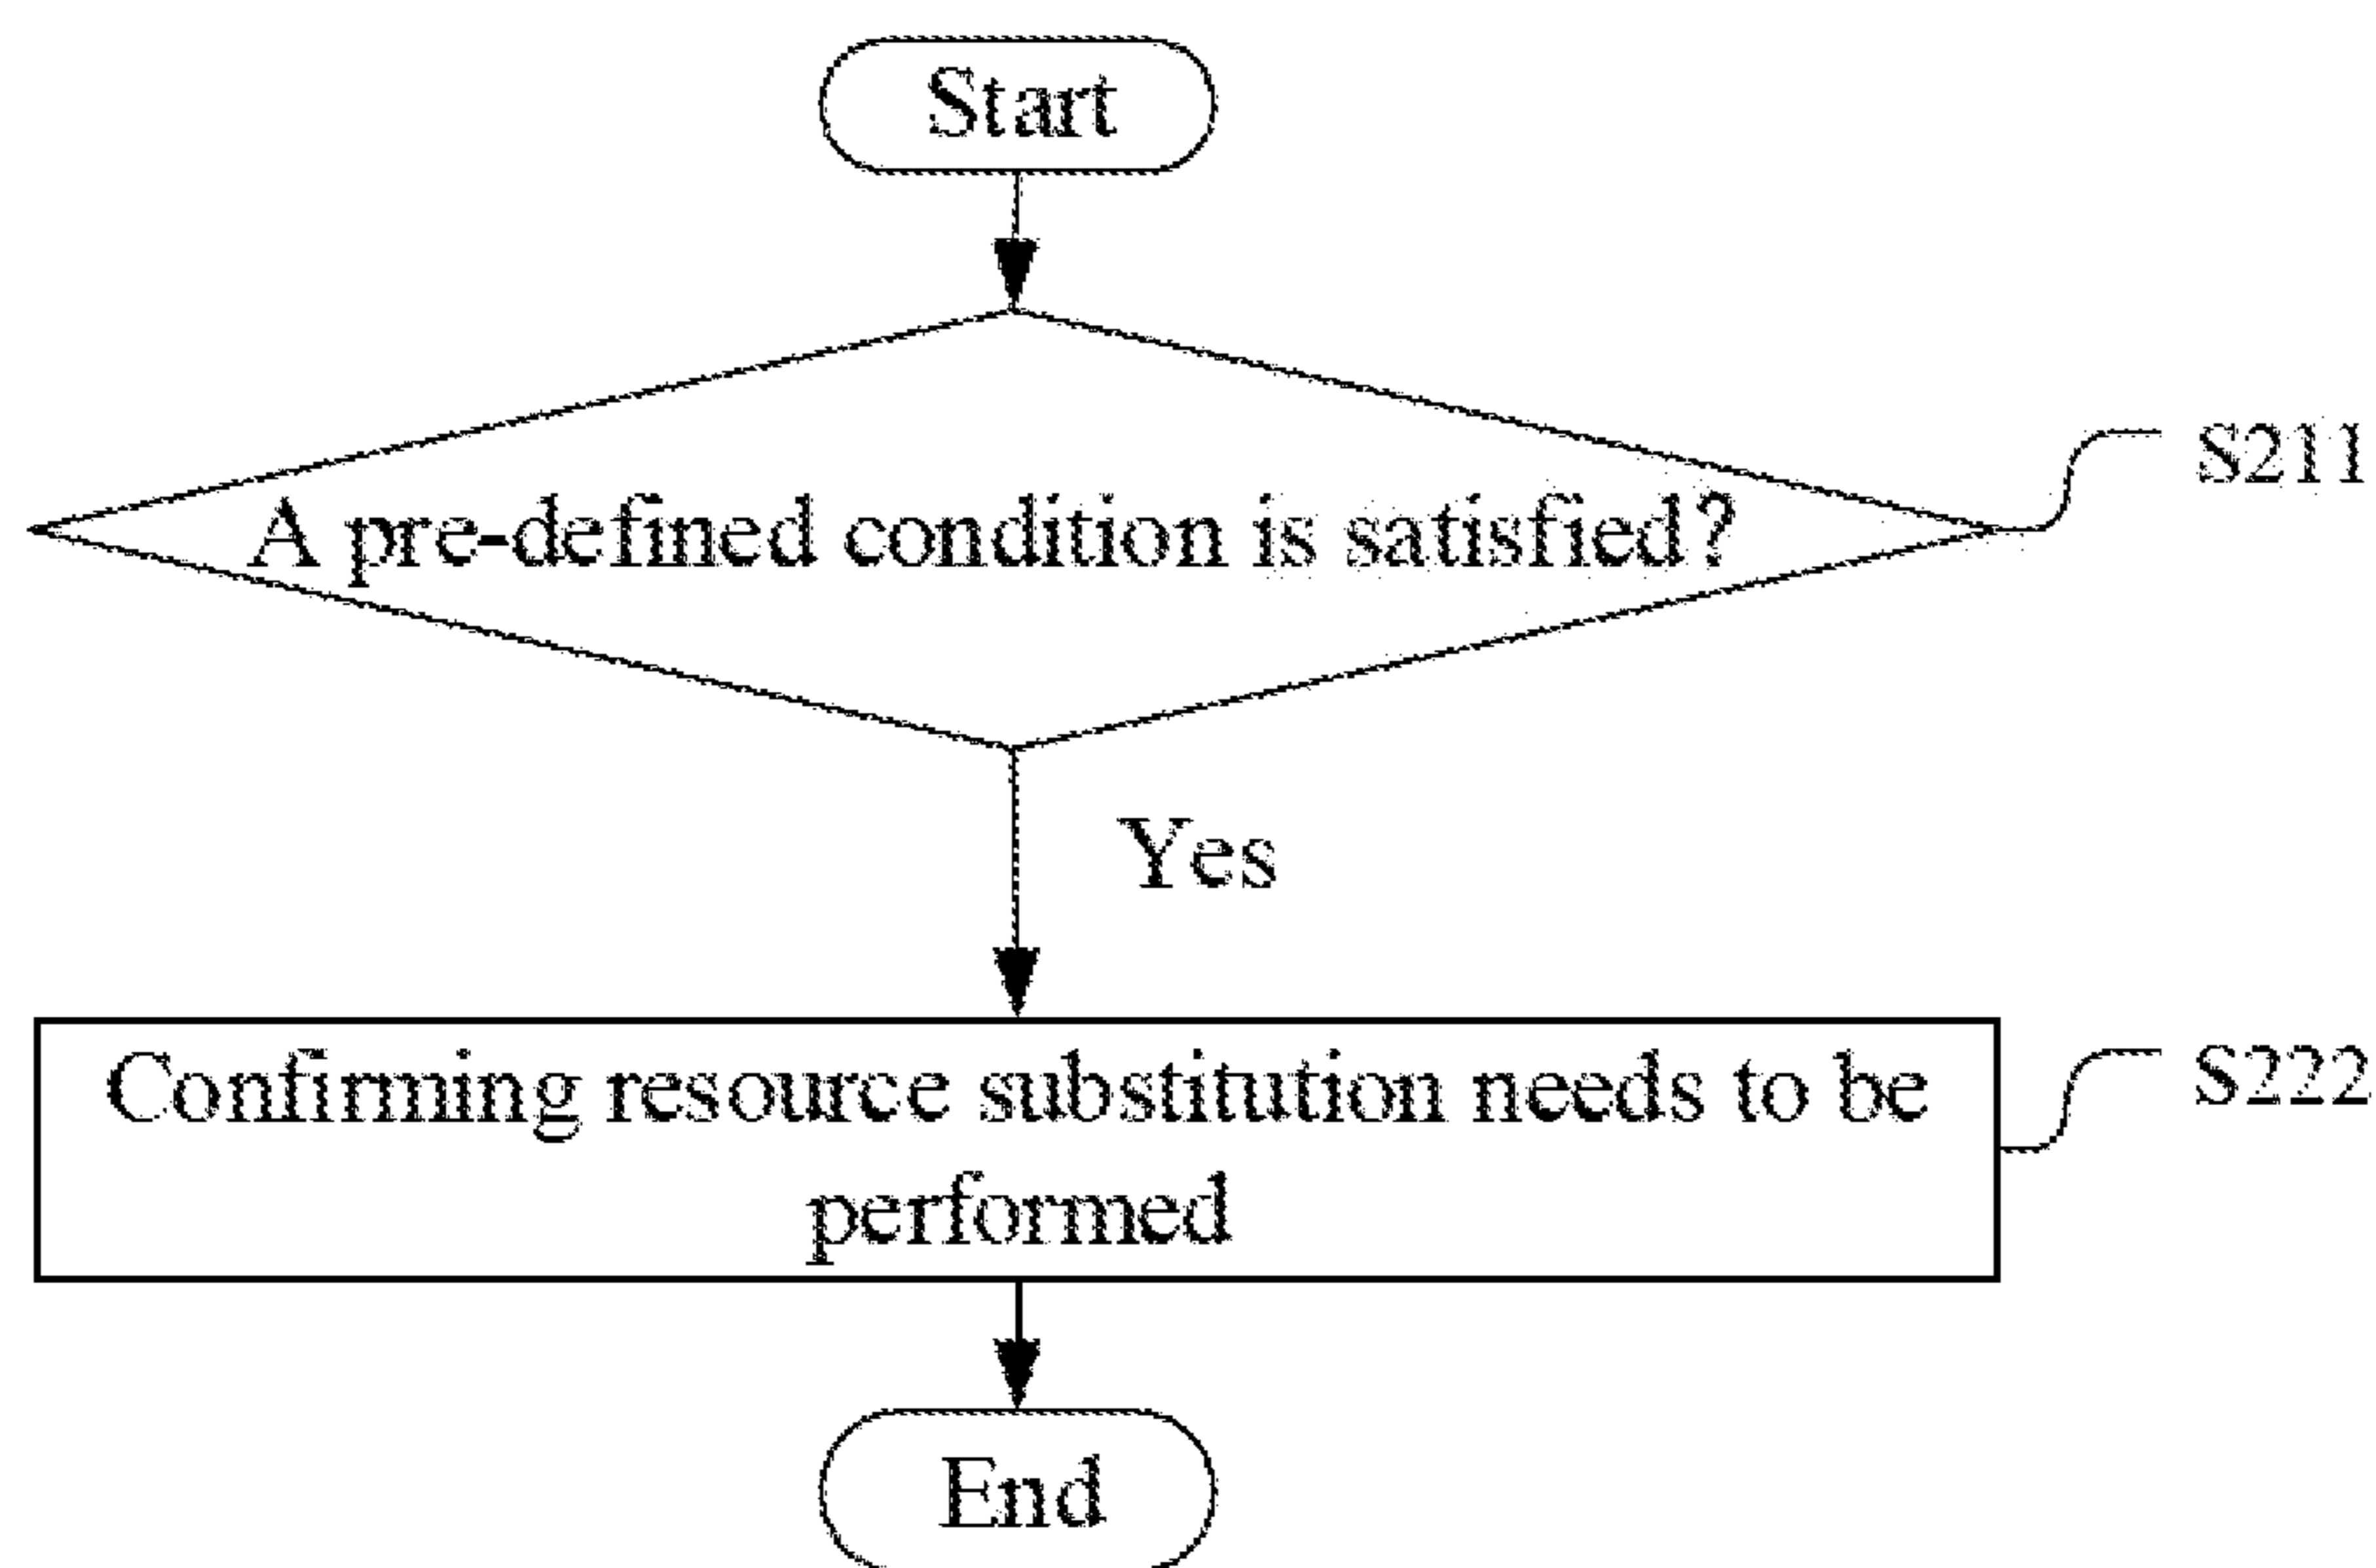 Start
A pre-defined condition is satisfied?
S211
Yes
Confirming resource substitution needs to be
performed
S222
End